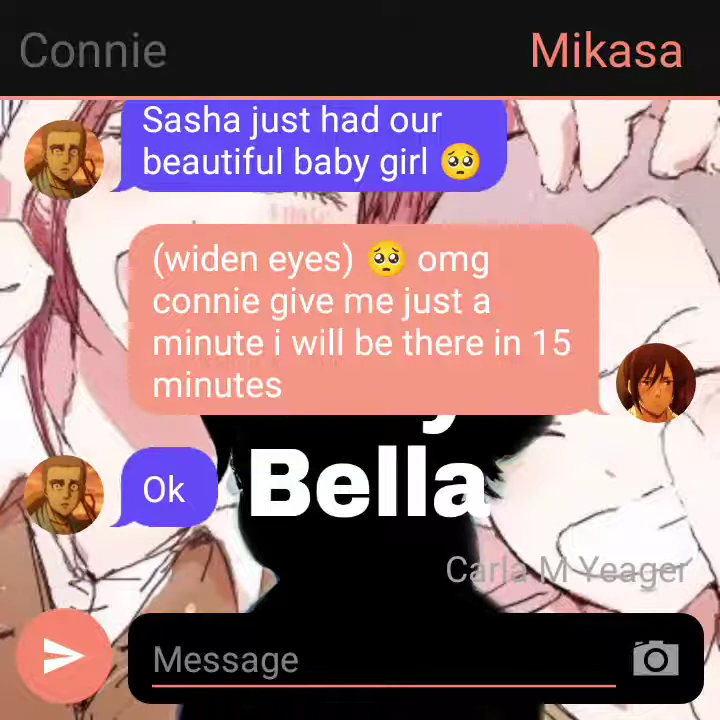 Connie
Mikasa
Sasha just had our
beautiful baby girl 🥺
(widen eyes) 🥺 omg
connie give me just a
minute i will be there in 15
minutes
Ok
Bella
Carla M Yeager
Message